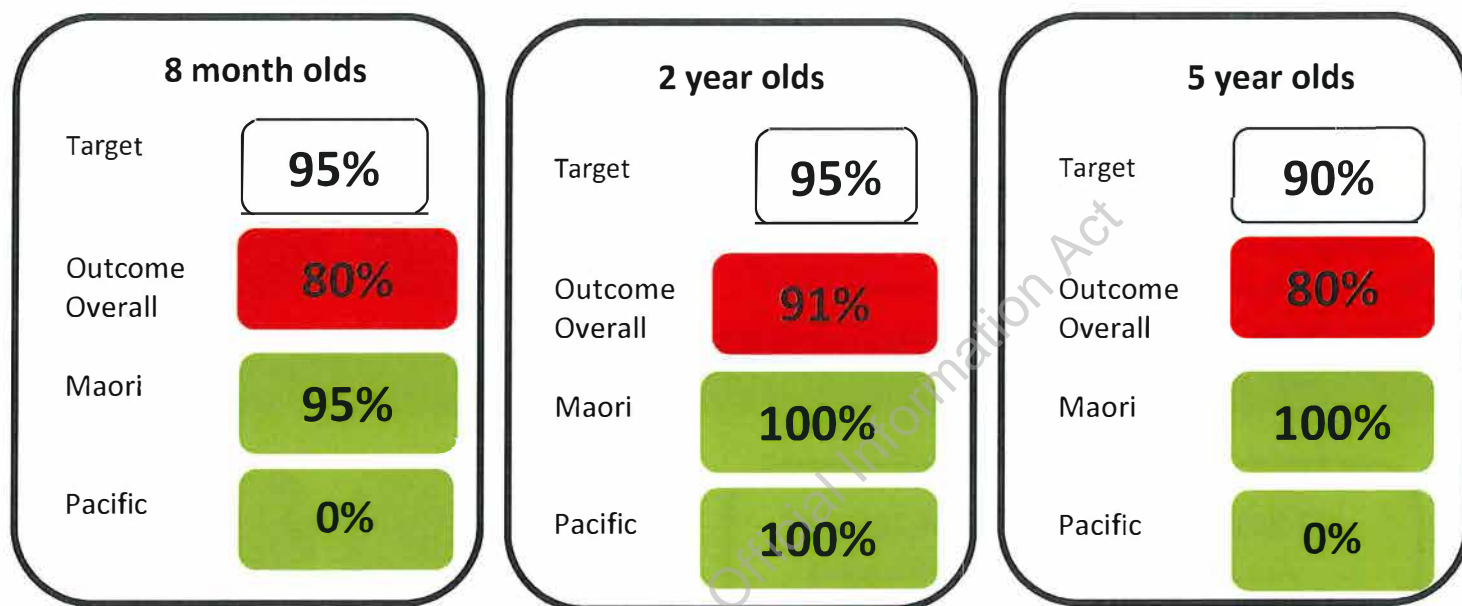 8 month olds
Target
95%
Outcome
Overall
80%
Maori
95%
Pacific
0%
2 year olds
Target
95%
Outcome
Overall
91%
Maori
100%
Pacific
100%
5 year olds
Target
90%
Outcome
Overall
80%
Maori
100%
Pacific
0%
Official Information Act